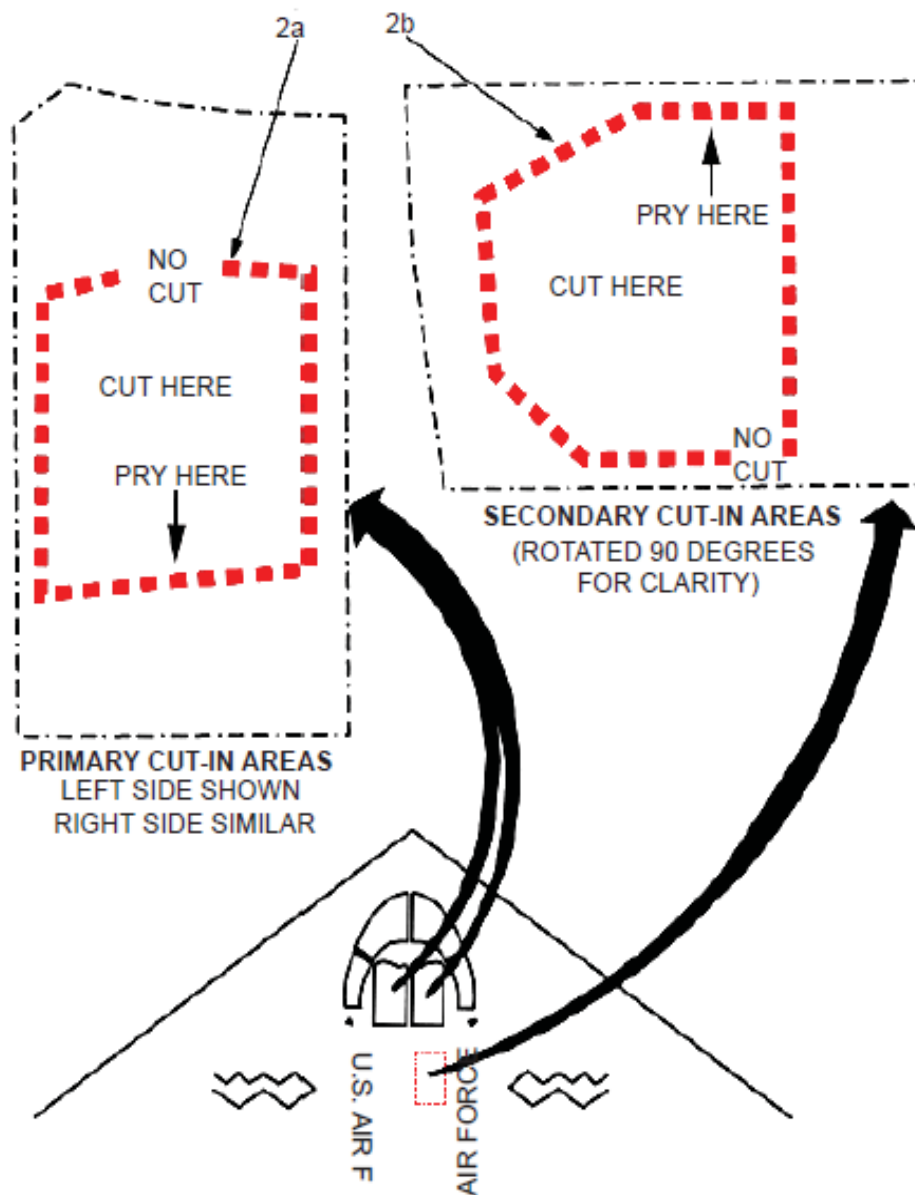 2a
2b
NO
CUT
CUT HERE
PRY HERE
PRY HERE
CUT HERE
NO
CUT
PRIMARY CUT-IN AREAS
LEFT SIDE SHOWN
RIGHT SIDE SIMILAR
SECONDARY CUT-IN AREAS
(ROTATED 90 DEGREES
FOR CLARITY)
U.S. AIR F
AIR FORCE